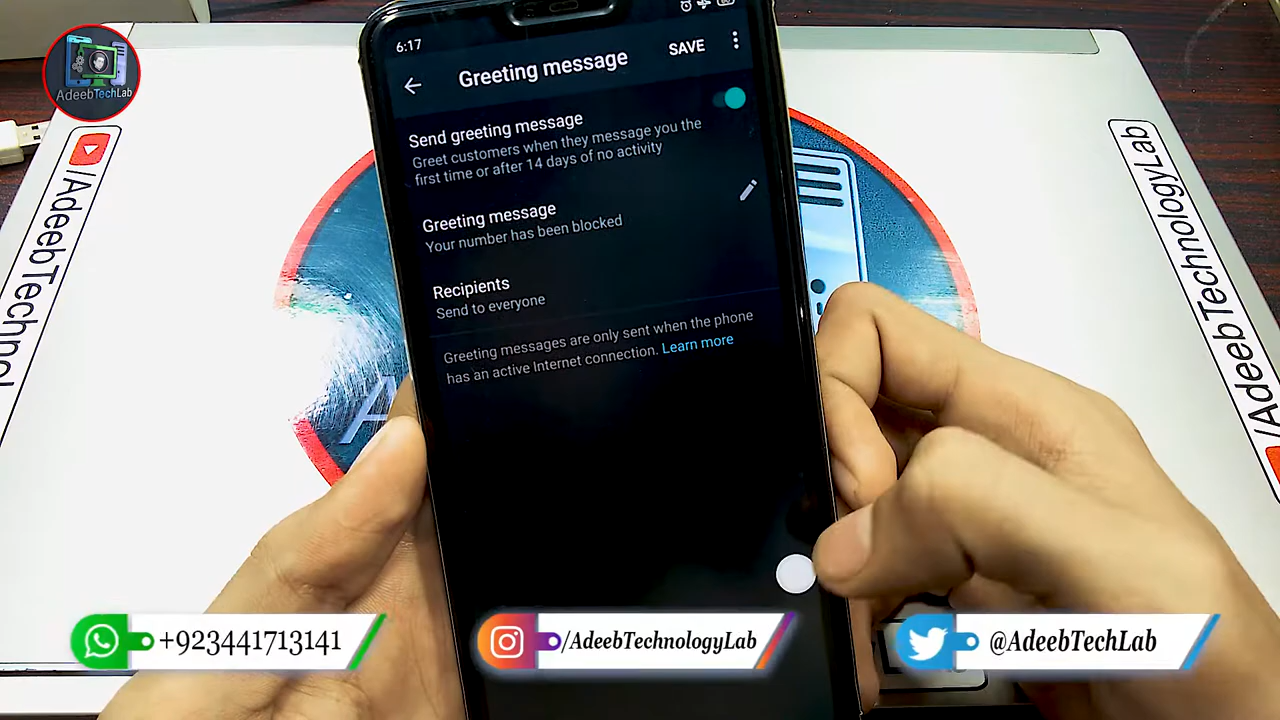 AdeebTechLab
/AdeebTechnol
6:17
Greeting message
SAVE
Send greeting message
Greet customers when they message you the
first time or after 14 days of no activity
Greeting message
Your number has been blocked
Recipients
Send to everyone
Greeting messages are only sent when the phone
has an active Internet connection. Learn more
A
/AdeebTechnologyLab
+923441713141
/AdeebTechnologyLab
@AdeebTechLab